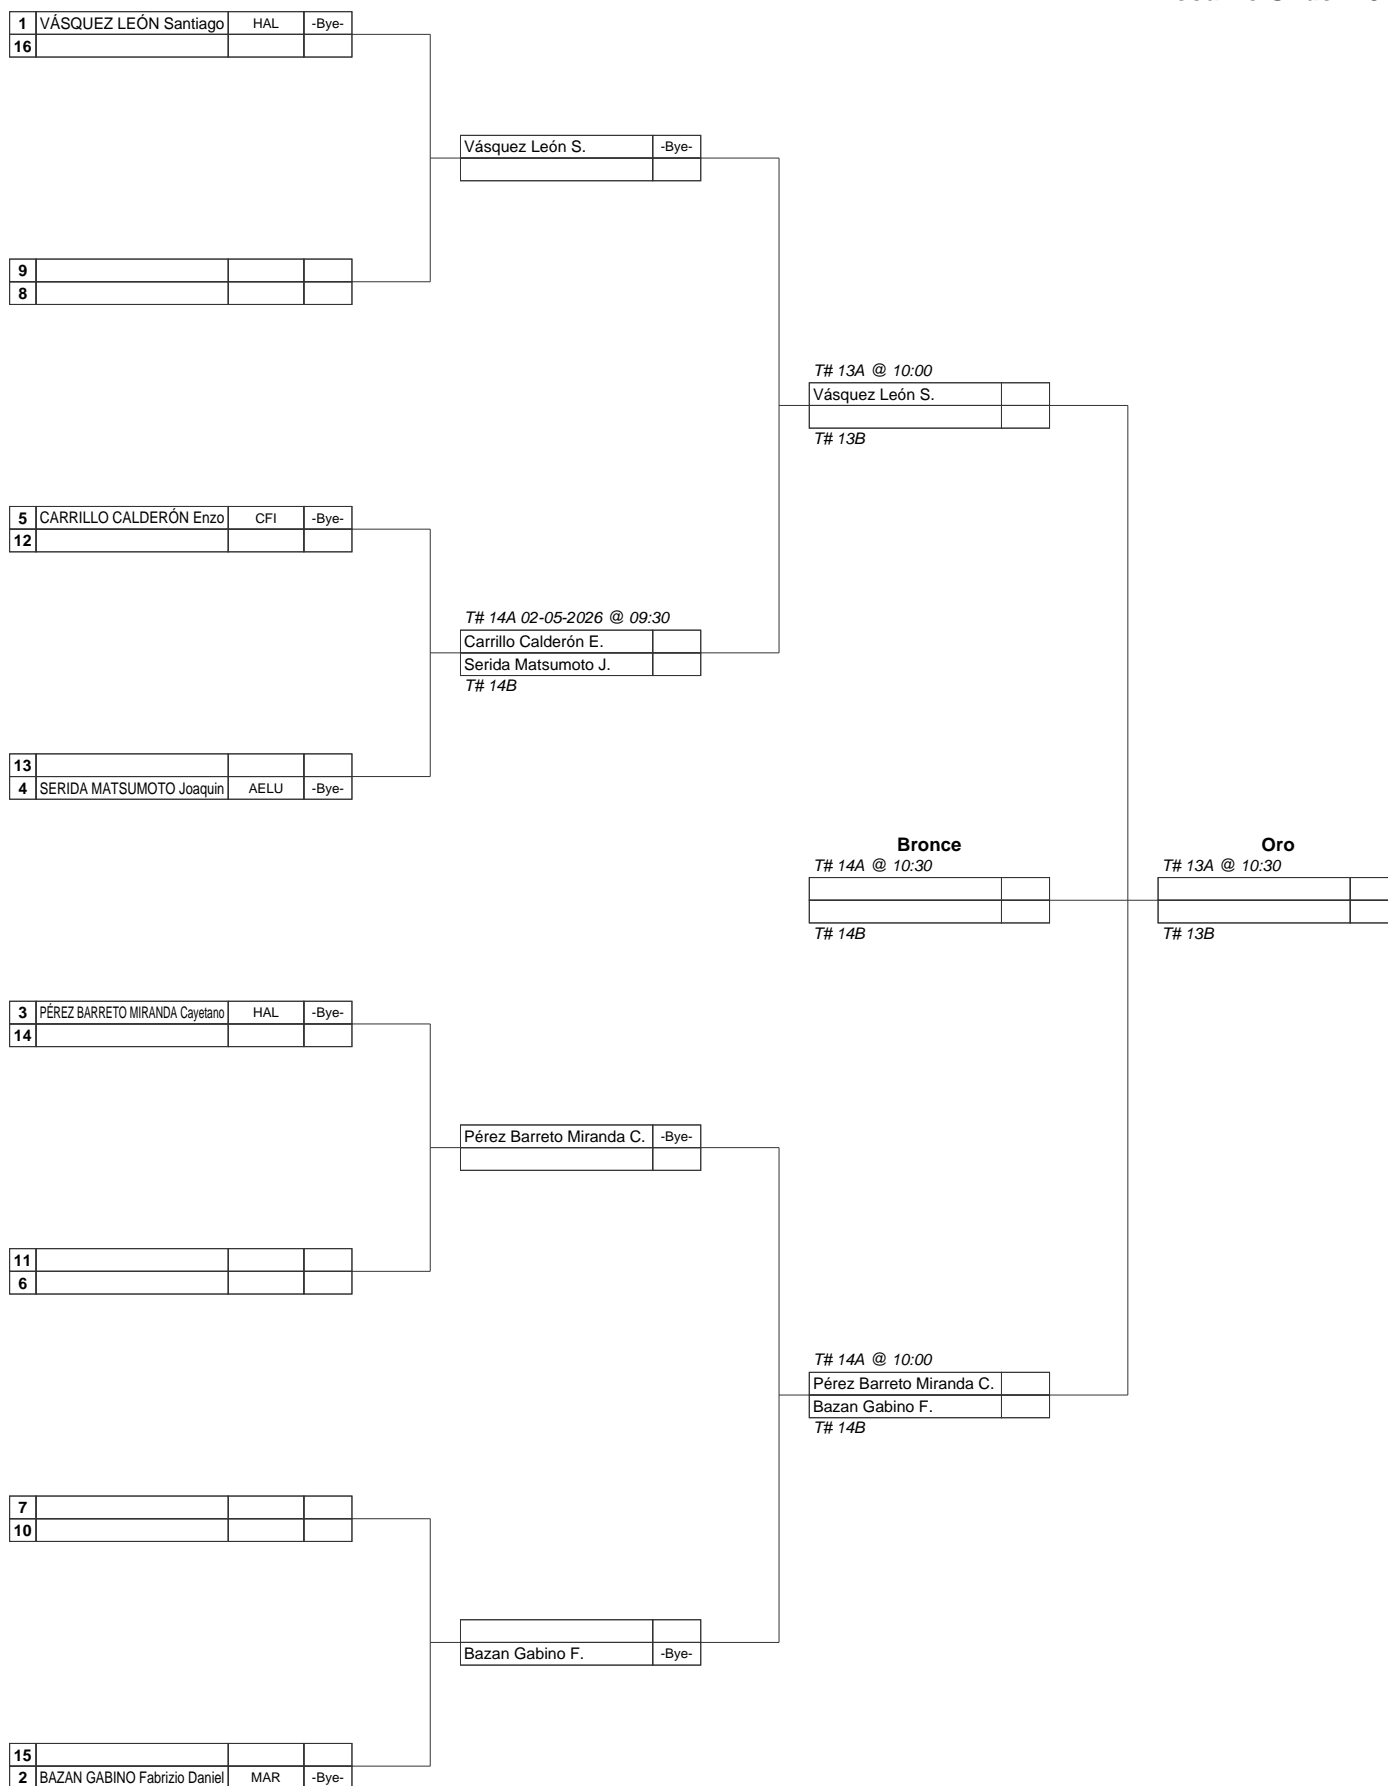 1 VÁSQUEZ LEÓN Santiago HAL -Bye-
16
Vásquez León S. -Bye-
9
8
T# 13A @ 10:00
Vásquez León S.
T# 13B
5 CARRILLO CALDERÓN Enzo CFI -Bye-
12
T# 14A 02-05-2026 @ 09:30
Carrillo Calderón E.
Serida Matsumoto J.
T# 14B
13
4 SERIDA MATSUMOTO Joaquin AELU -Bye-
Bronce Oro
T# 14A @ 10:30 T# 13A @ 10:30
T# 14B T# 13B
3 PÉREZ BARRETO MIRANDA Cayetano HAL -Bye-
14
Pérez Barreto Miranda C. -Bye-
11
6
T# 14A @ 10:00
Pérez Barreto Miranda C.
Bazan Gabino F.
T# 14B
7
10
Bazan Gabino F. -Bye-
15
2 BAZAN GABINO Fabrizio Daniel MAR -Bye-